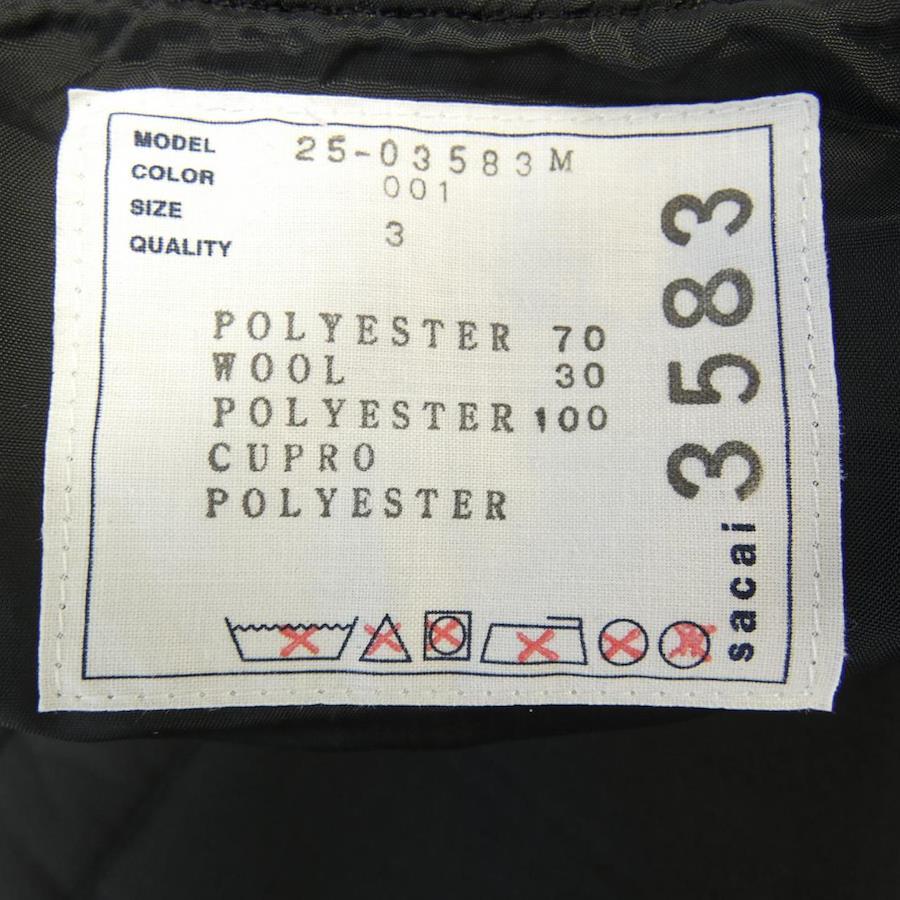 MODEL 25-03583M
COLOR 001
SIZE 3
QUALITY
POLYESTER 70
WOOL 30
POLYESTER 100
CUPRO
POLYESTER
sacai 3583